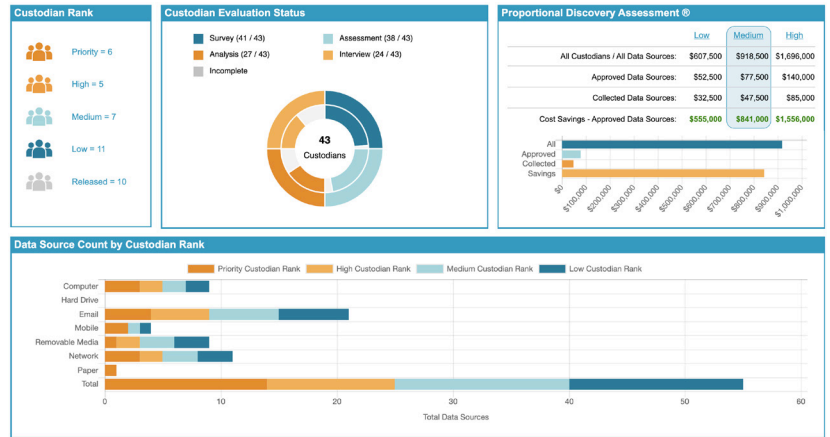 Custodian Rank
Priority = 6
High = 5
Medium = 7
Low = 11
Released = 10
Custodian Evaluation Status
Survey (41 / 43)
Assessment (38 / 43)
Analysis (27 / 43)
Interview (24 / 43)
Incomplete
43
Custodians
Proportional Discovery Assessment ®
Low Medium High
All Custodians / All Data Sources: $607,500 $918,500 $1,696,000
Approved Data Sources: $52,500 $77,500 $140,000
Collected Data Sources: $32,500 $47,500 $85,000
Cost Savings - Approved Data Sources: $555,000 $841,000 $1,556,000
All
Approved
Collected
Savings
$0 $100,000 $200,000 $300,000 $400,000 $500,000 $600,000 $700,000 $800,000 $900,000 $1,000,000
Data Source Count by Custodian Rank
Priority Custodian Rank High Custodian Rank Medium Custodian Rank Low Custodian Rank
Computer
Hard Drive
Email
Mobile
Removable Media
Network
Paper
Total
0 10 20 30 40 50 60
Total Data Sources